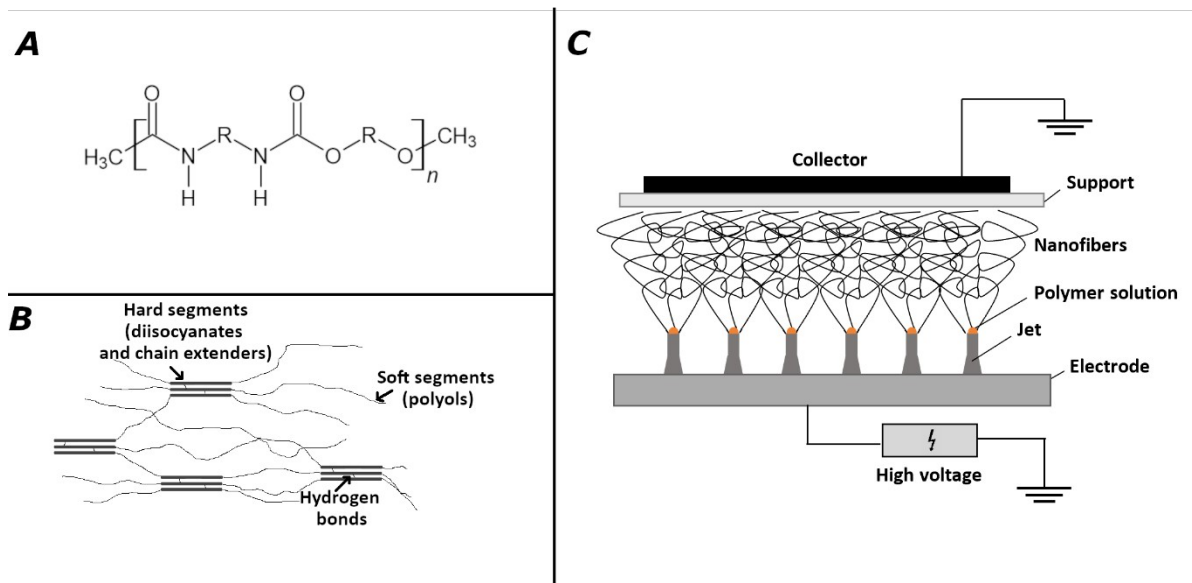 A
O
O
H₃C
N
R
N
O
R
O
CH₃
n
H
H
B
Hard segments
(diisocyanates
and chain extenders)
Soft segments
(polyols)
Hydrogen
bonds
C
Collector
Support
Nanofibers
Polymer solution
Jet
Electrode
High voltage